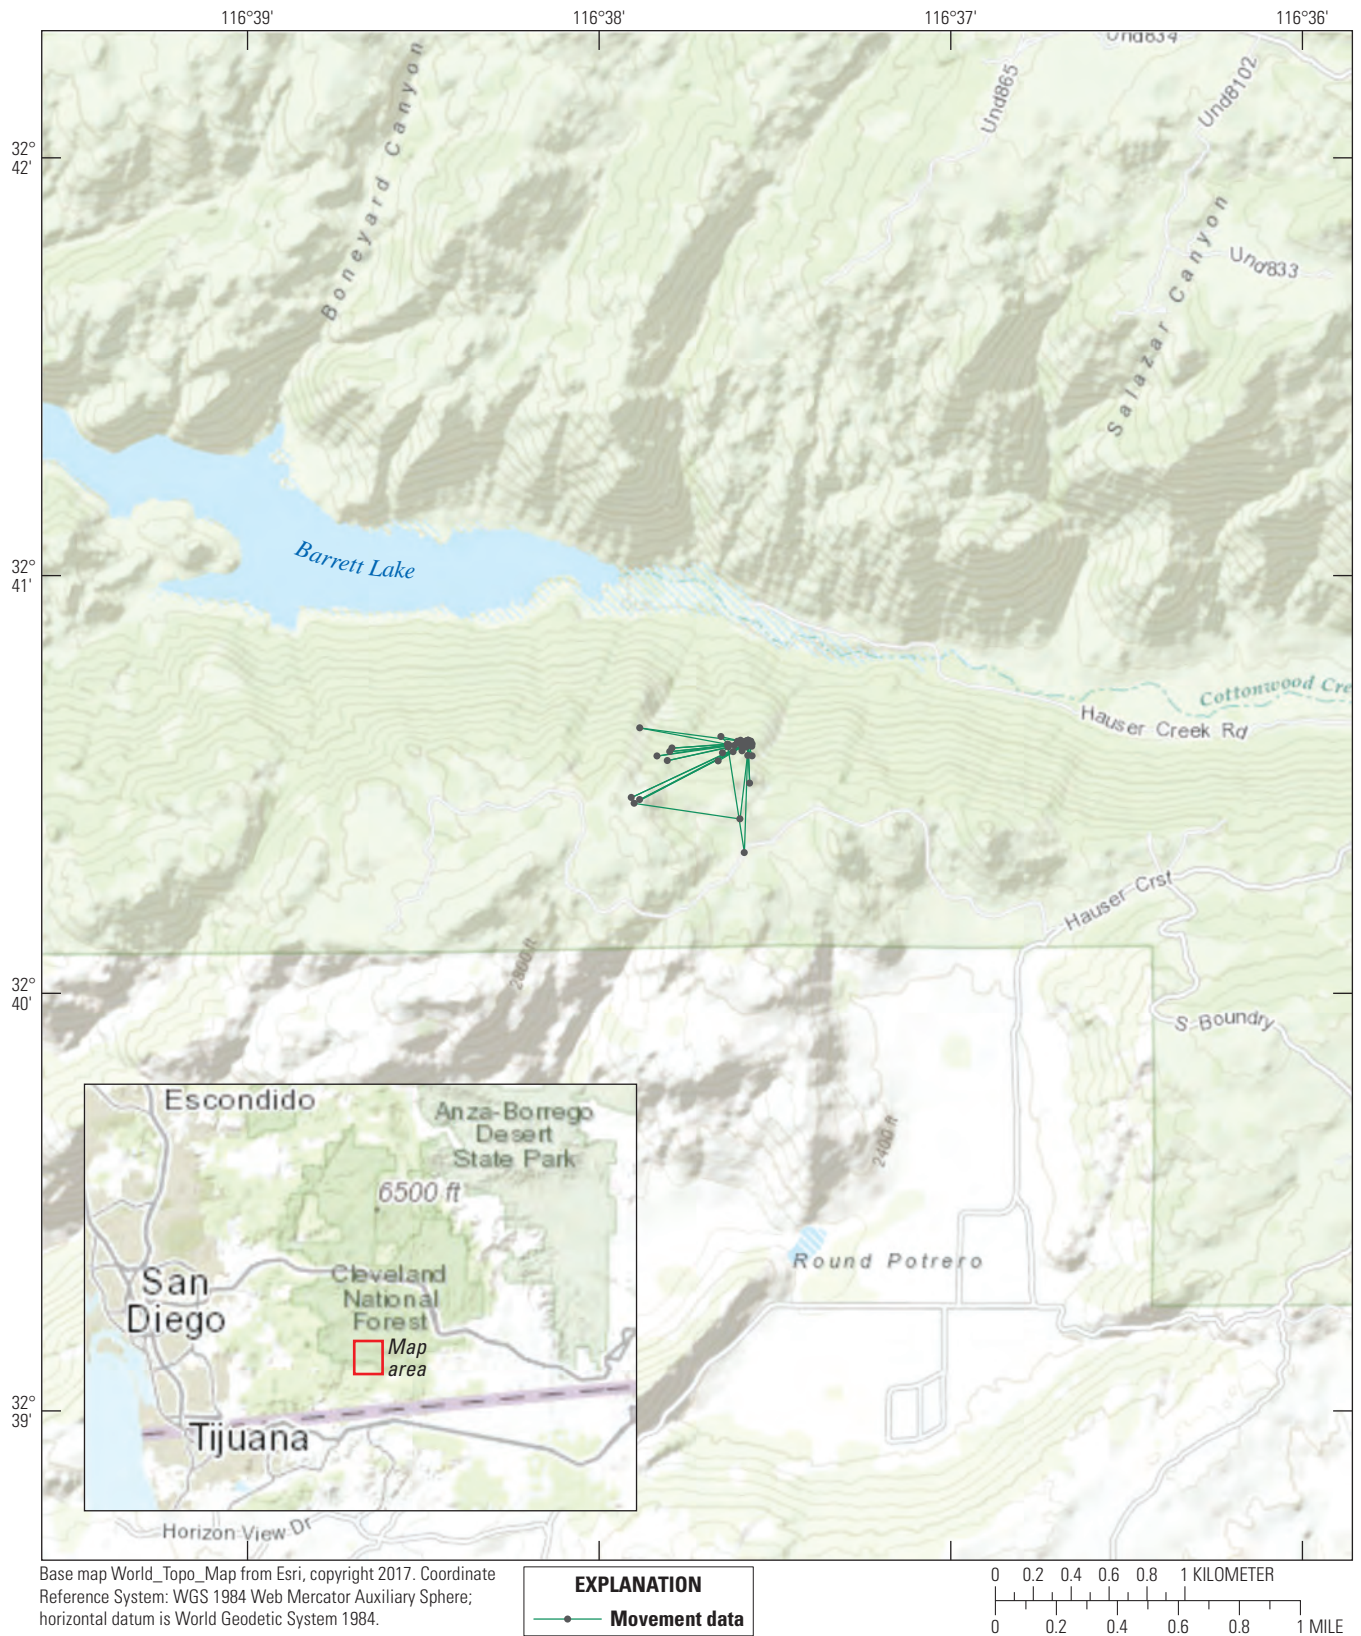 116°39'
116°38'
116°37'
116°36'
32°
42'
32°
41'
32°
40'
32°
39'
Und834
Und865
Und8102
Boneyard Canyon
Salazar Canyon
Und833
Barrett Lake
Cottonwood Cre
Hauser Creek Rd
Hauser Crst
2800 ft
S Boundry
2400 ft
Round Potrero
Escondido
Anza-Borrego
Desert
State Park
6500 ft
San
Diego
Cleveland
National
Forest
Map
area
Tijuana
Horizon View Dr
Base map World_Topo_Map from Esri, copyright 2017. Coordinate
Reference System: WGS 1984 Web Mercator Auxiliary Sphere;
horizontal datum is World Geodetic System 1984.
EXPLANATION
Movement data
0 0.2 0.4 0.6 0.8 1 KILOMETER
0 0.2 0.4 0.6 0.8 1 MILE